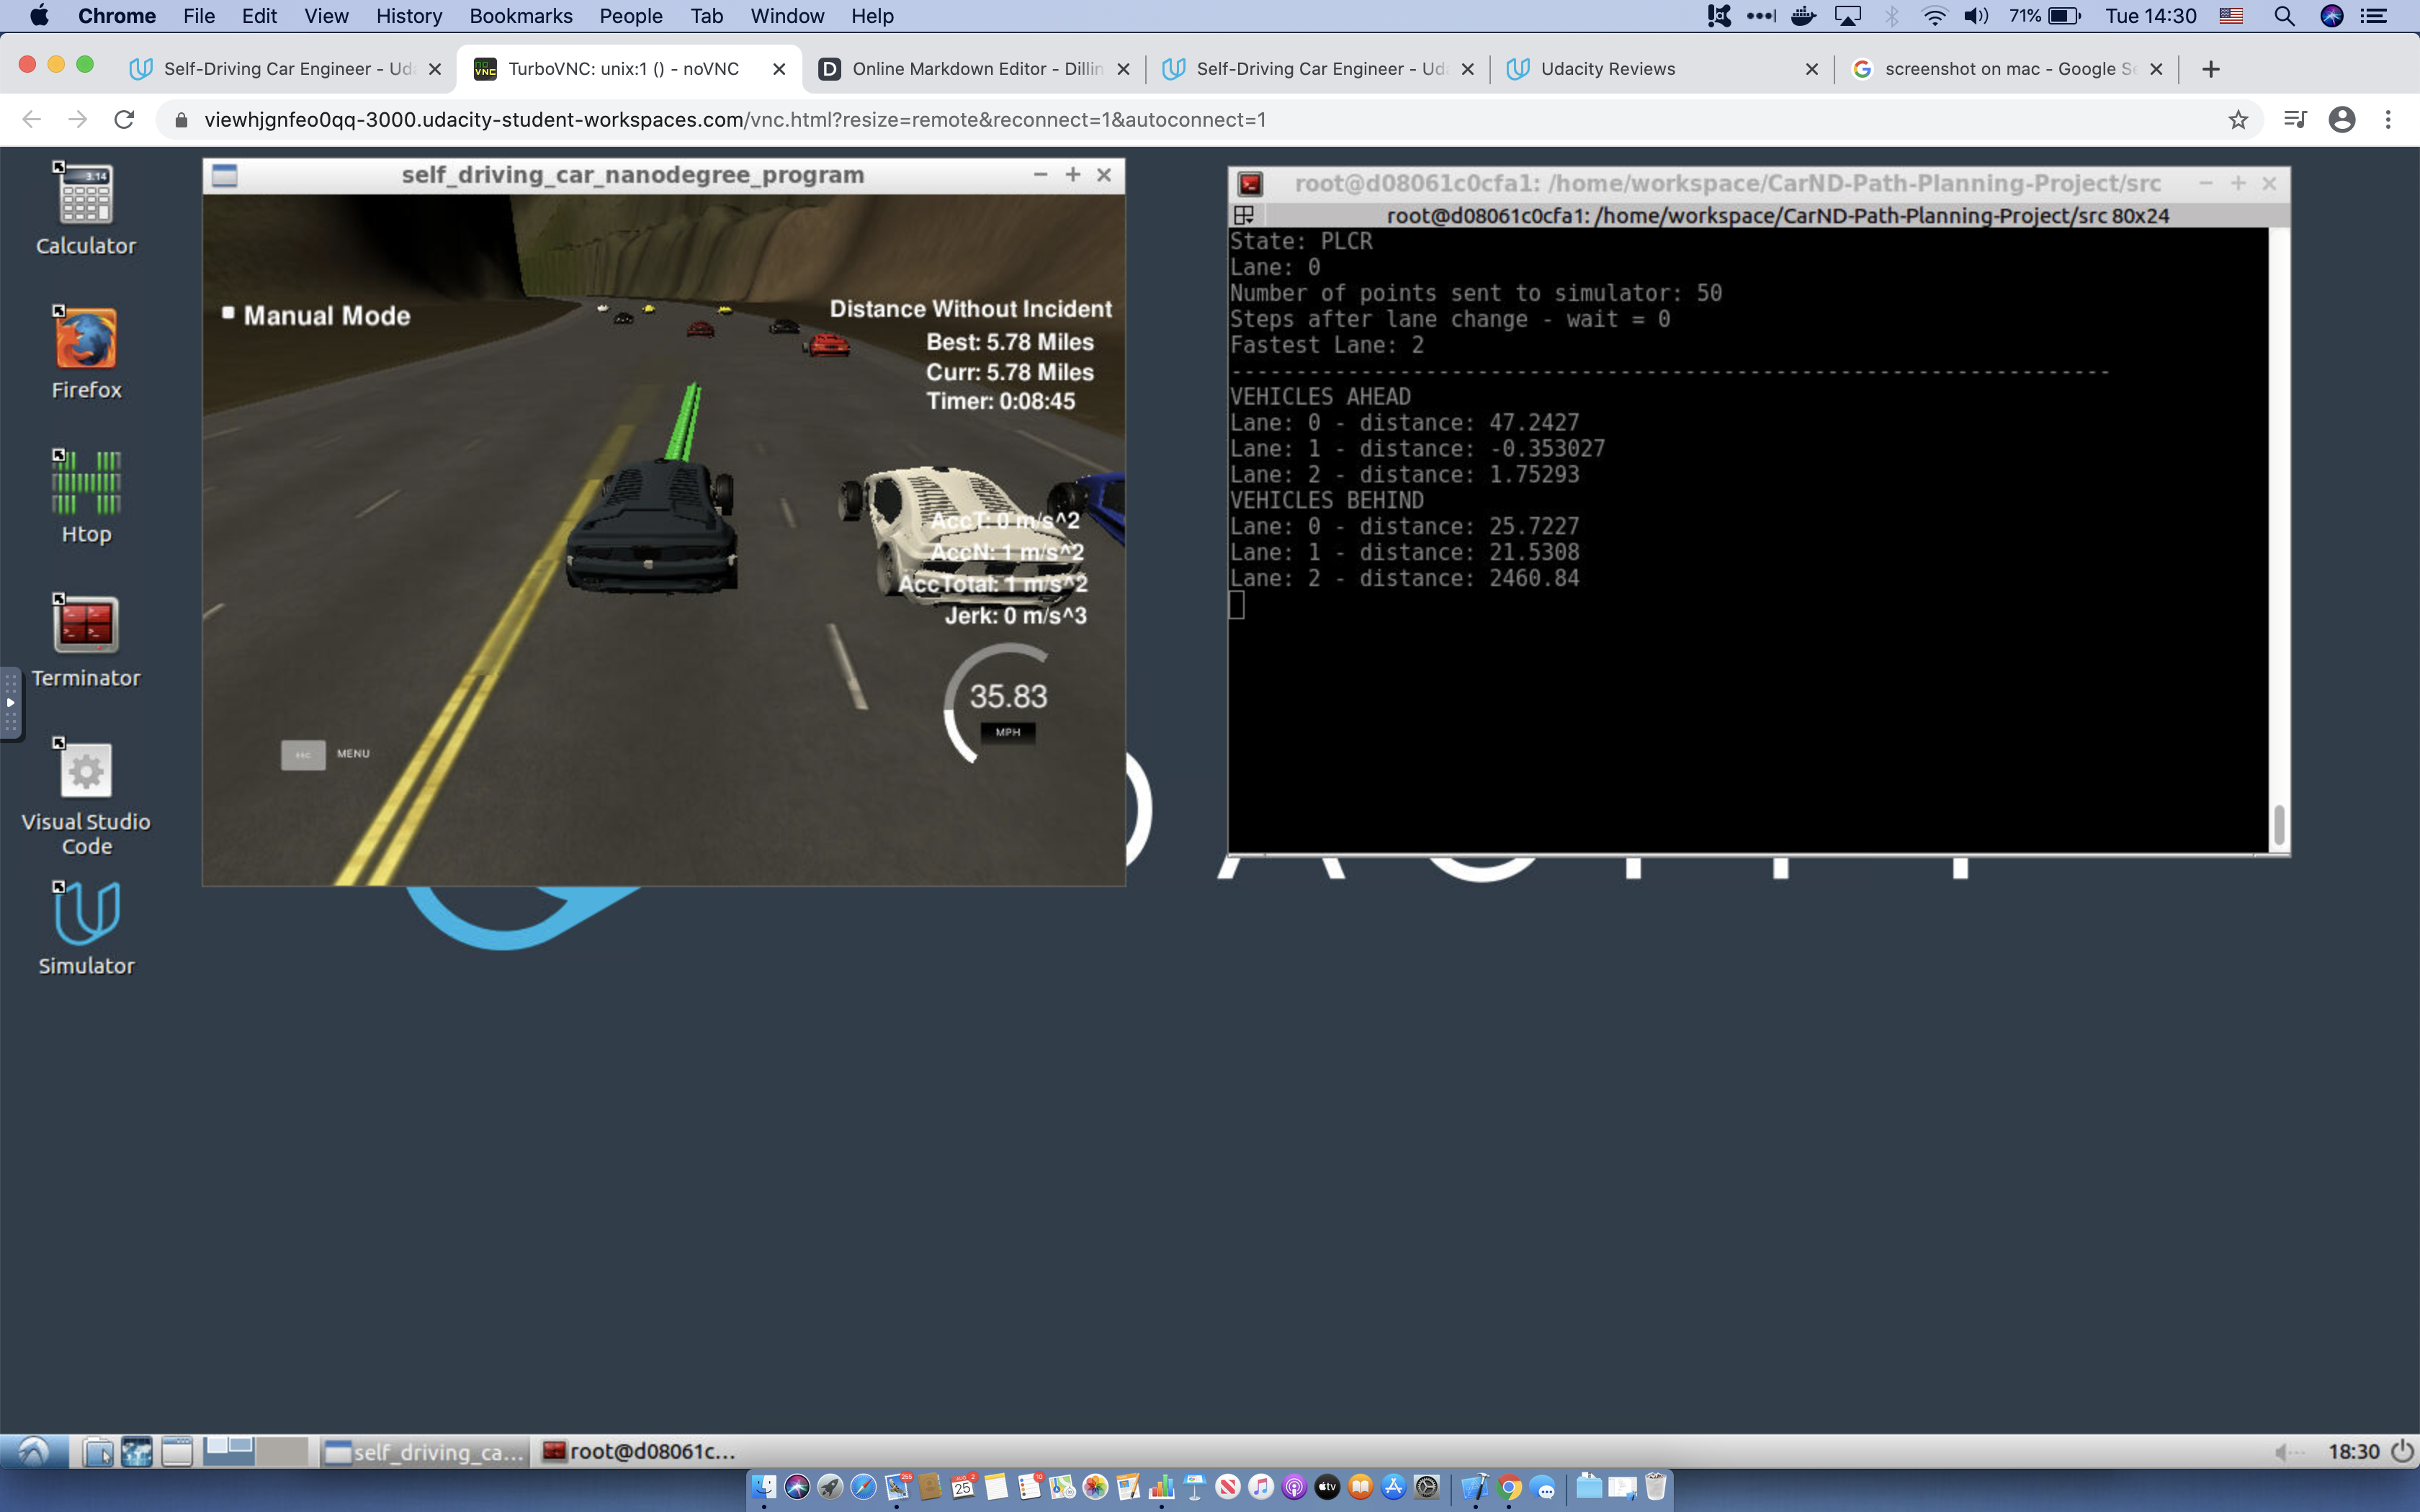 Chrome File Edit View History Bookmarks People Tab Window Help 71% Tue 14:30
Self-Driving Car Engineer - Ud
TurboVNC: unix:1 () - noVNC
Online Markdown Editor - Dillin
Self-Driving Car Engineer - Ud
Udacity Reviews
screenshot on mac - Google Se
viewhjgnfeo0qq-3000.udacity-student-workspaces.com/vnc.html?resize=remote&reconnect=1&autoconnect=1
3.14
Calculator
Firefox
Htop
Terminator
Visual Studio
Code
Simulator
self_driving_car_nanodegree_program
Manual Mode
Distance Without Incident
Best: 5.78 Miles
Curr: 5.78 Miles
Timer: 0:08:45
AccT: 0 m/s^2
AccN: 1 m/s^2
AccTotal: 1 m/s^2
Jerk: 0 m/s^3
35.83
MPH
MENU
root@d08061c0cfa1: /home/workspace/CarND-Path-Planning-Project/src
root@d08061c0cfa1: /home/workspace/CarND-Path-Planning-Project/src 80x24
State: PLCR
Lane: 0
Number of points sent to simulator: 50
Steps after lane change - wait = 0
Fastest Lane: 2
--------------------------------------------------------------------
VEHICLES AHEAD
Lane: 0 - distance: 47.2427
Lane: 1 - distance: -0.353027
Lane: 2 - distance: 1.75293
VEHICLES BEHIND
Lane: 0 - distance: 25.7227
Lane: 1 - distance: 21.5308
Lane: 2 - distance: 2460.84
self_driving_ca...
root@d08061c...
18:30